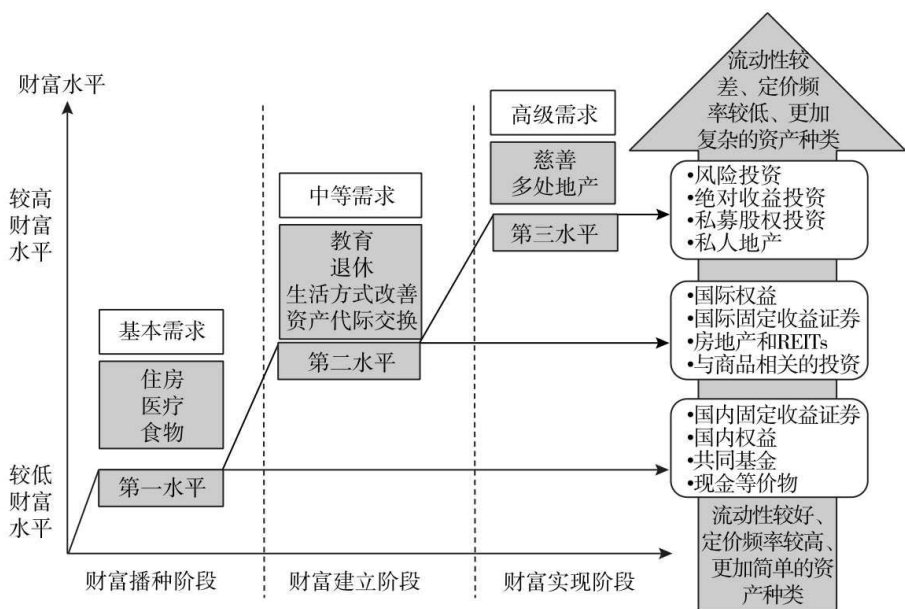 财富水平
较高
财富
水平
较低
财富
水平
基本需求
住房
医疗
食物
第一水平
中等需求
教育
退休
生活方式改善
资产代际交换
第二水平
高级需求
慈善
多处地产
第三水平
财富播种阶段
财富建立阶段
财富实现阶段
流动性较
差、定价频
率较低、更加
复杂的资产种类
•风险投资
•绝对收益投资
•私募股权投资
•私人地产
•国际权益
•国际固定收益证券
•房地产和REITs
•与商品相关的投资
•国内固定收益证券
•国内权益
•共同基金
•现金等价物
流动性较好、
定价频率较高、
更加简单的资
产种类